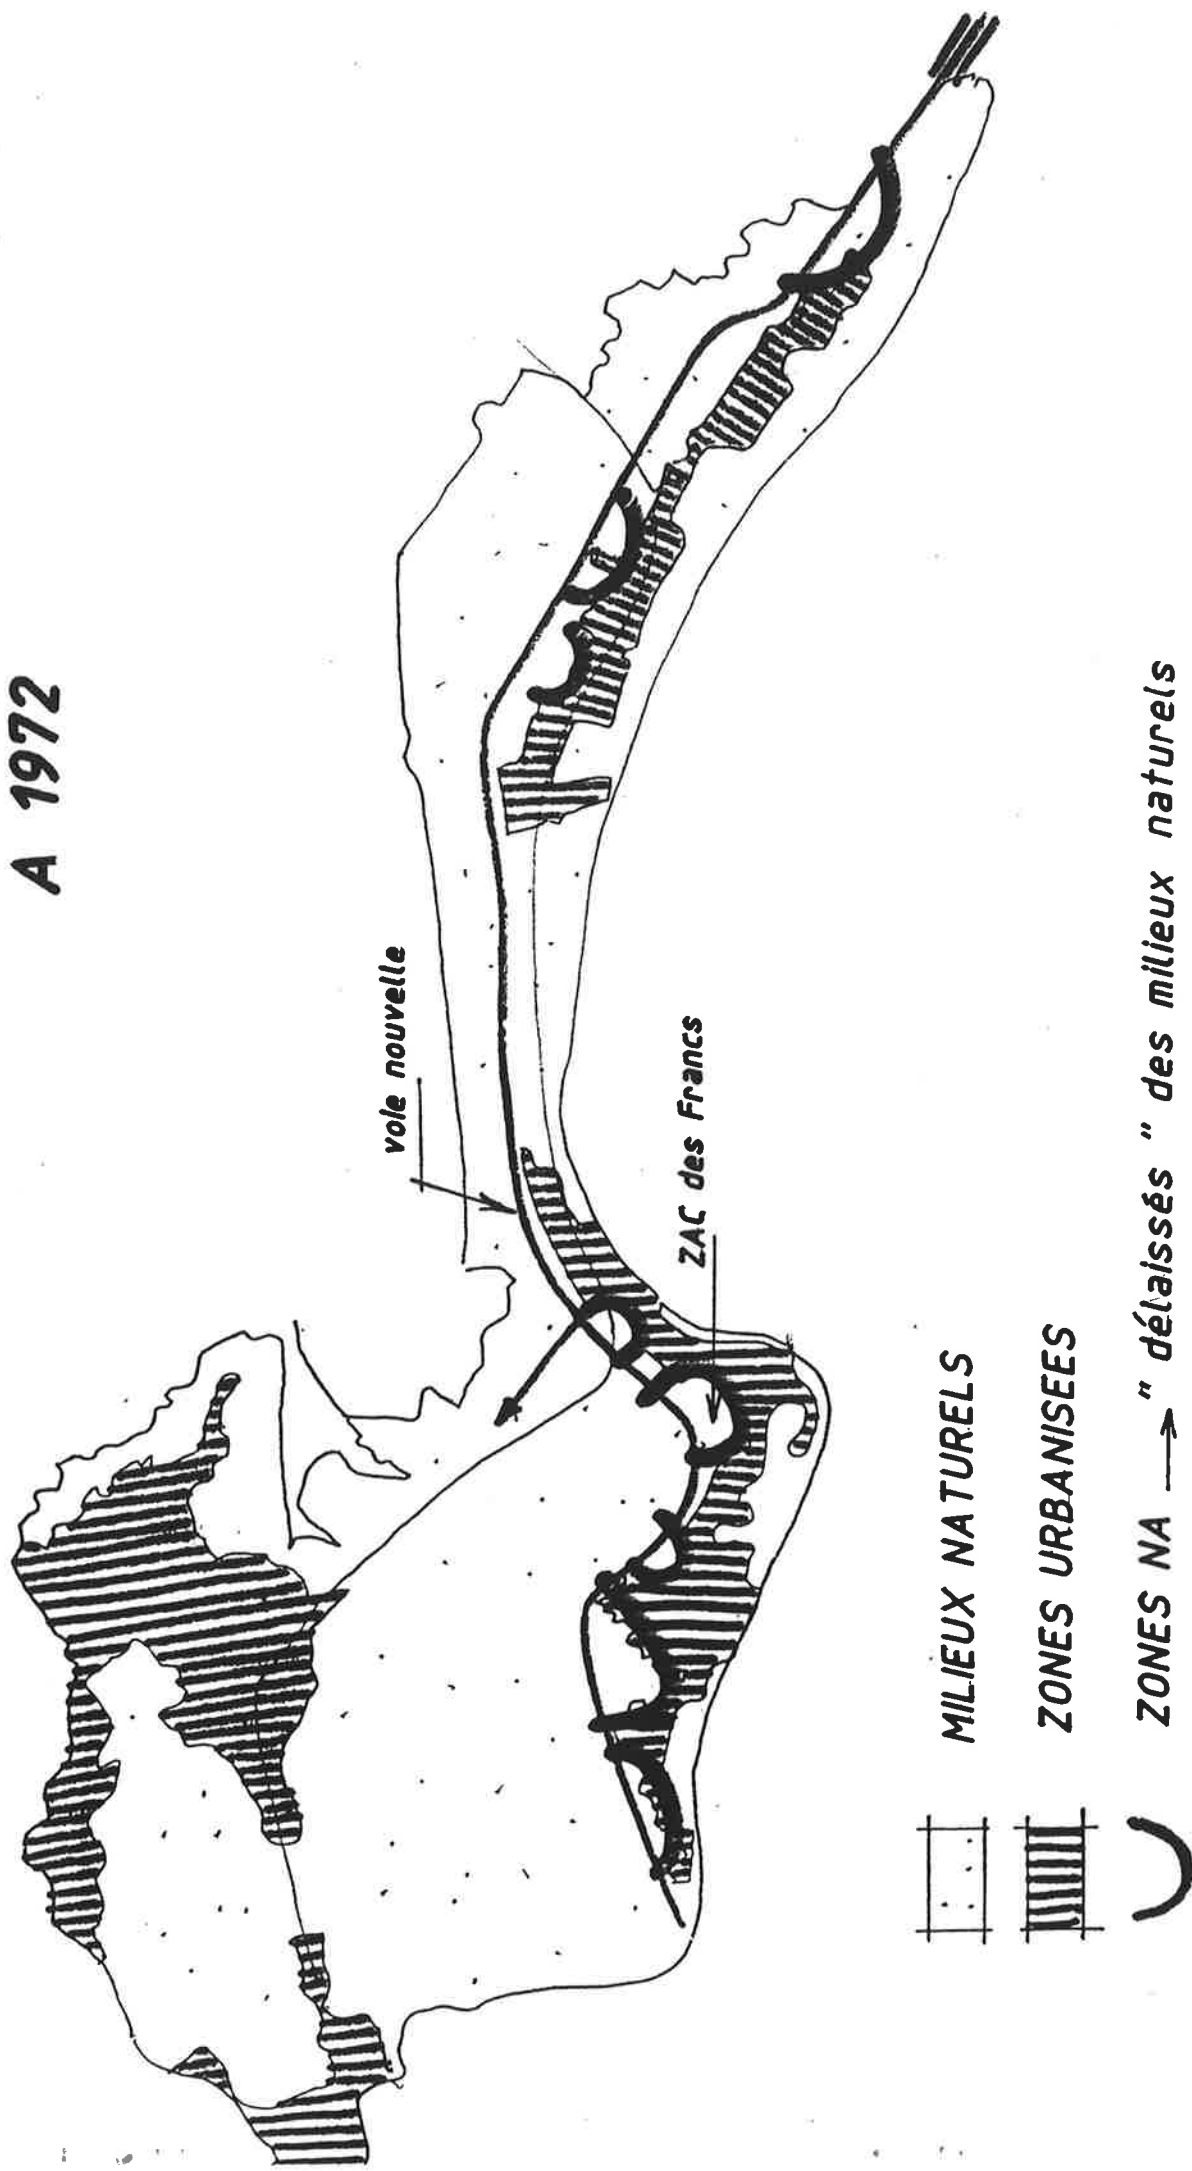 A 1972
voie nouvelle
ZAC des Francs
MILIEUX NATURELS
ZONES URBANISEES
ZONES NA → " délaissés " des milieux naturels